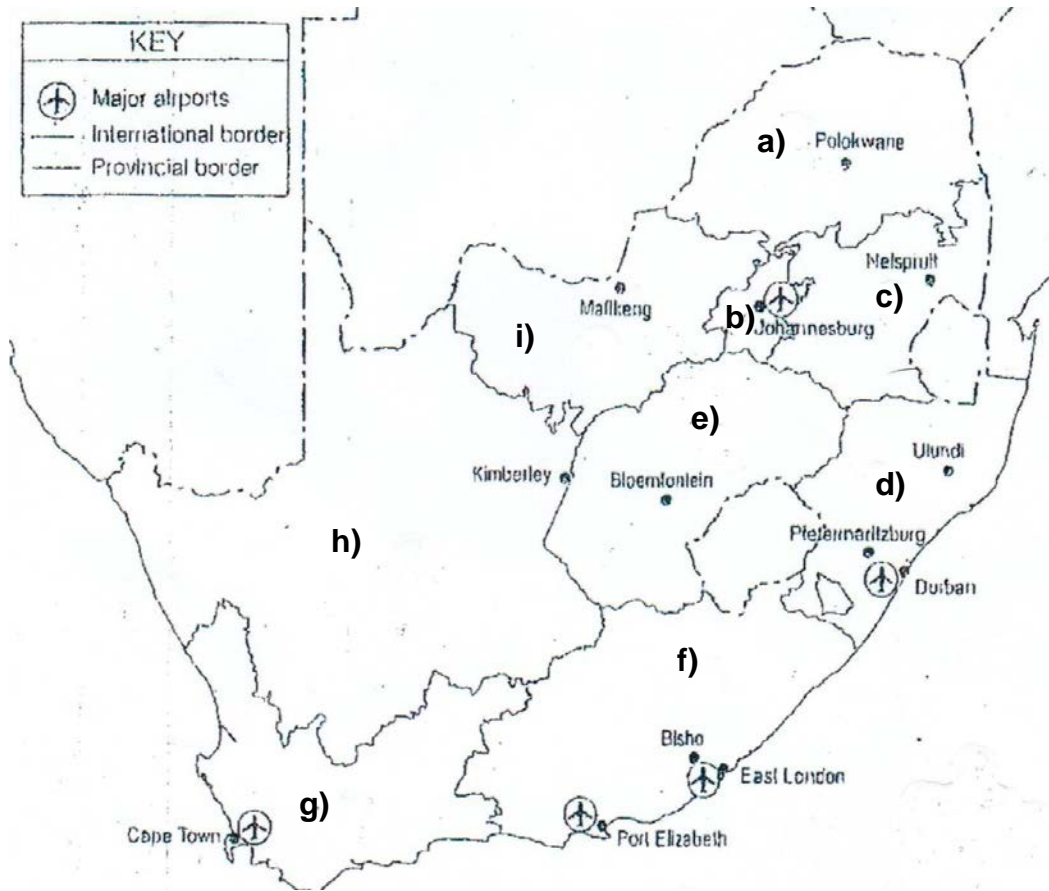 KEY
Major airports
International border
Provincial border
a)
Polokwane
Nelspruit
c)
Mafikeng
b)
Johannesburg
i)
e)
Ulundi
Kimberley
Bloemfontein
d)
h)
Pietermaritzburg
Durban
f)
Bisho
East London
g)
Cape Town
Port Elizabeth